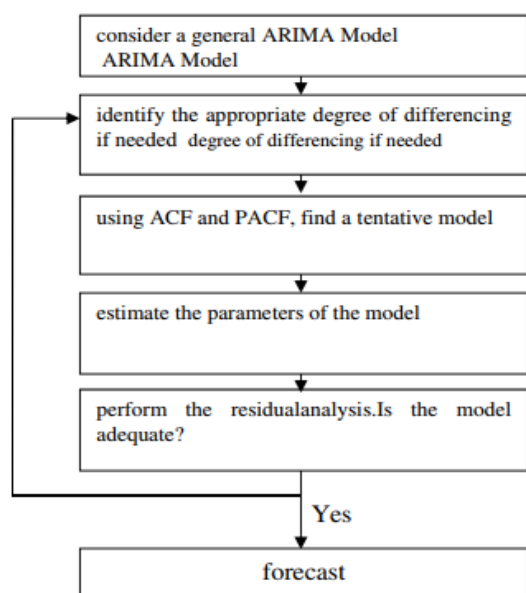 consider a general ARIMA Model
ARIMA Model
identify the appropriate degree of differencing
if needed degree of differencing if needed
using ACF and PACF, find a tentative model
estimate the parameters of the model
perform the residualanalysis.Is the model
adequate?
Yes
forecast